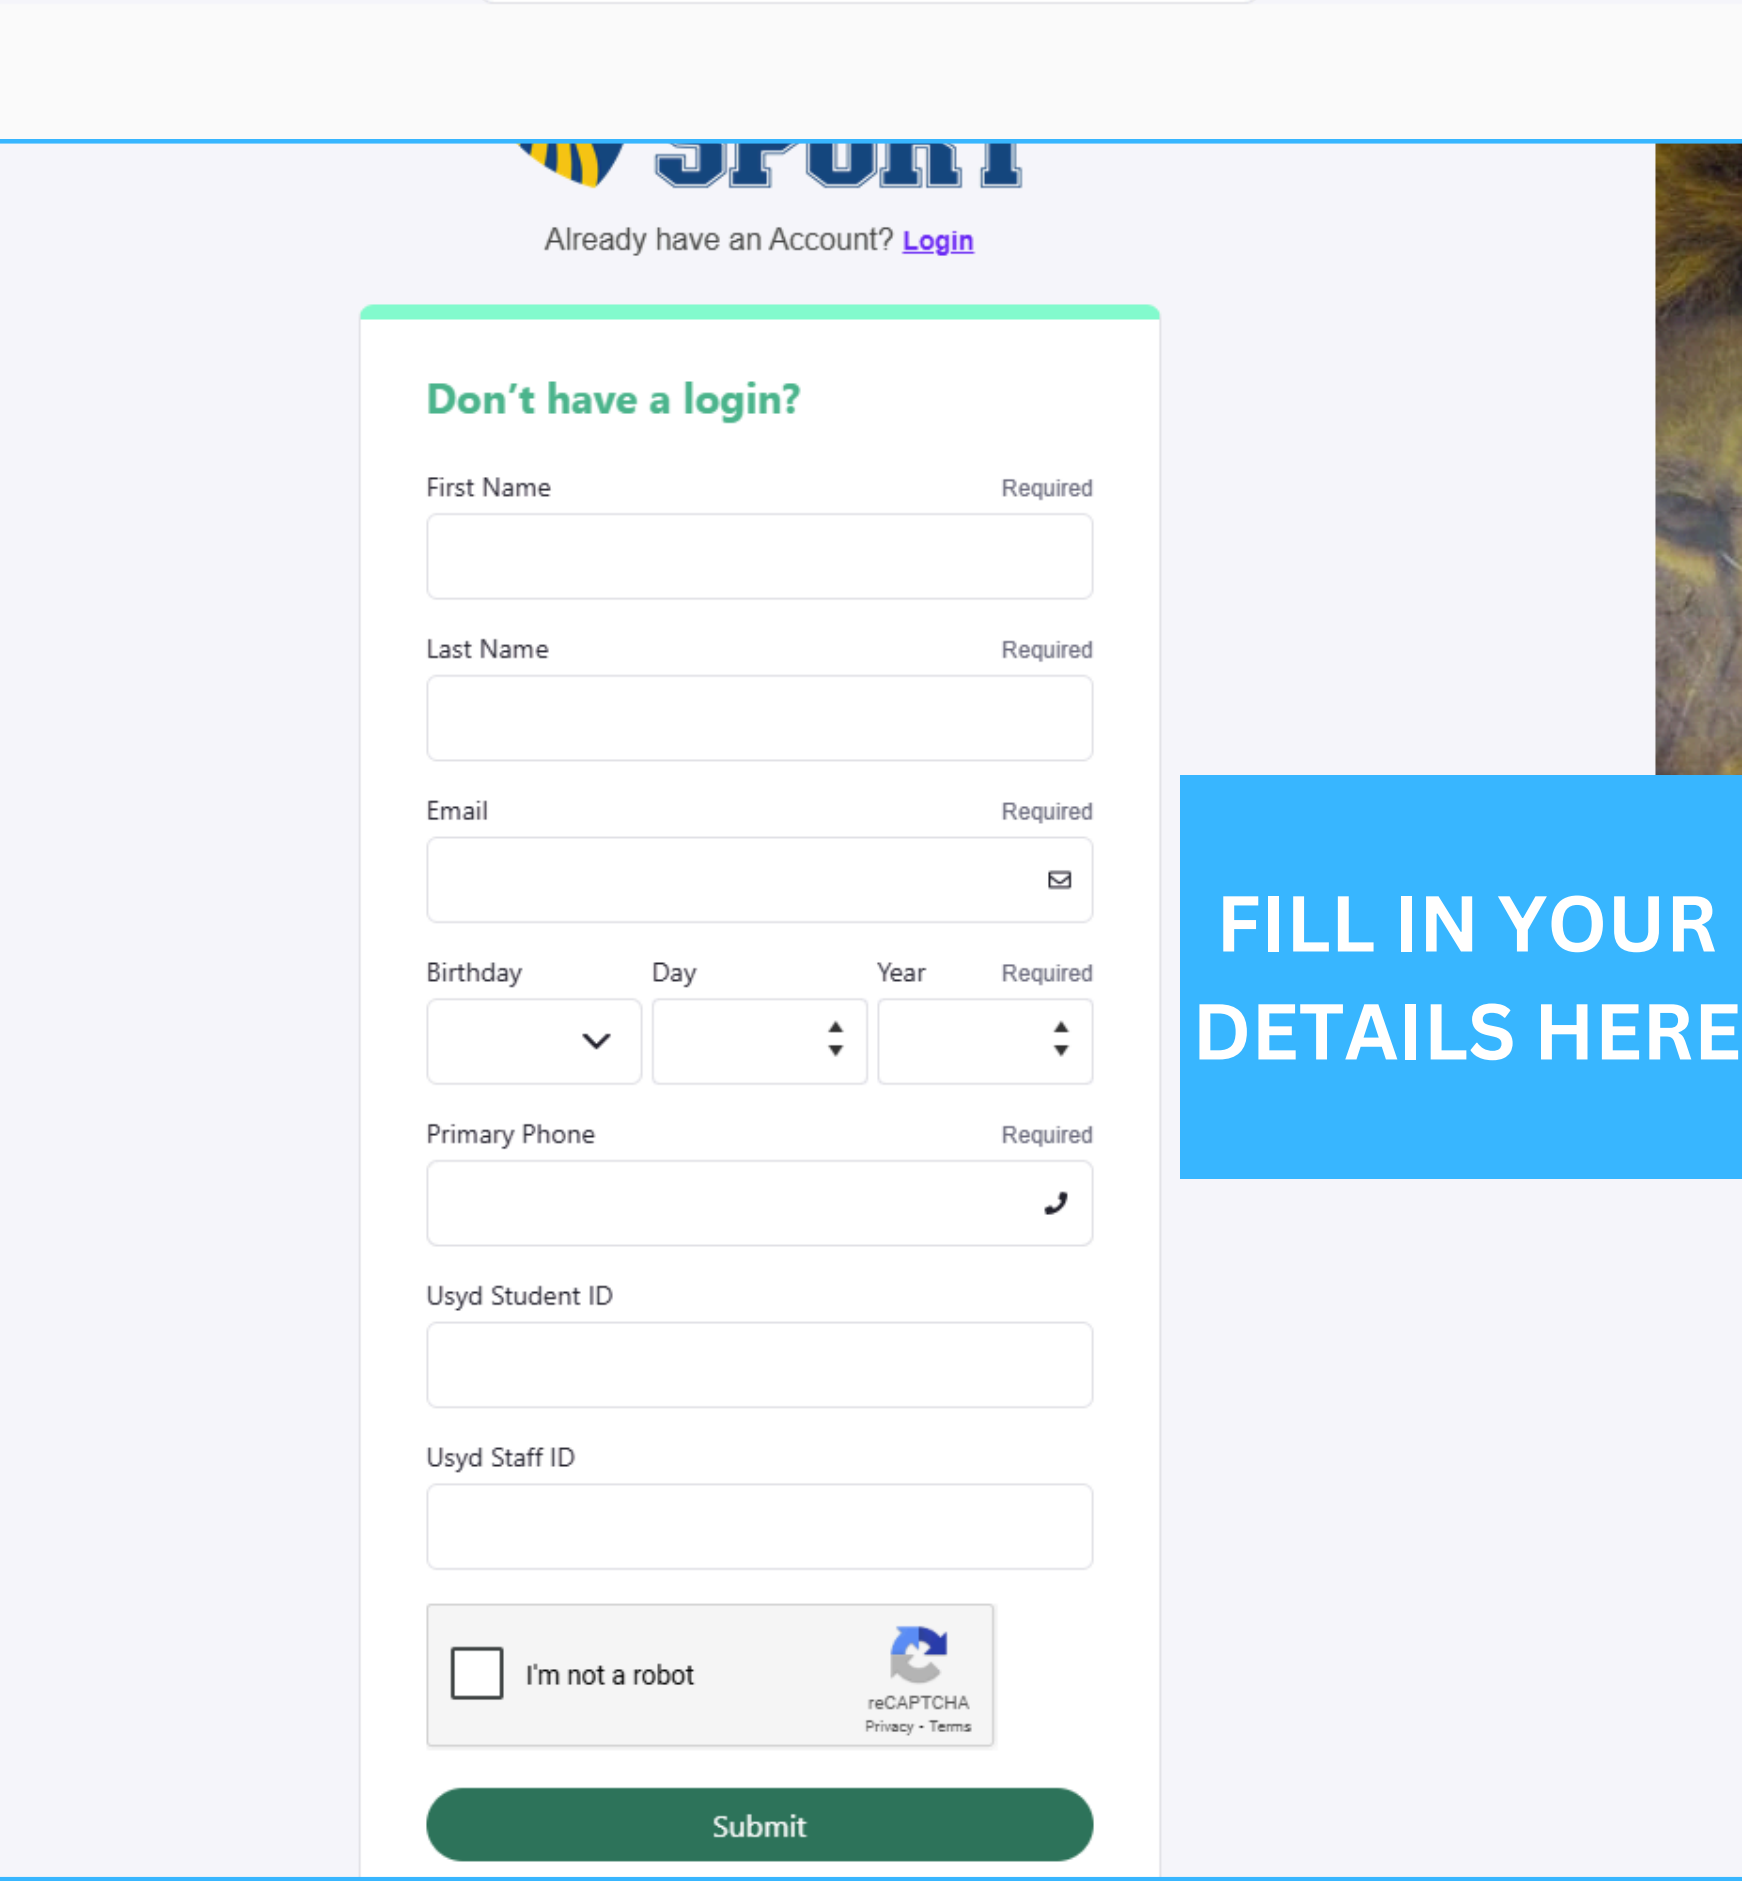 SPORT
Already have an Account? Login
Don't have a login?
First Name Required
Last Name Required
Email Required
Birthday Day Year Required
Primary Phone Required
Usyd Student ID
Usyd Staff ID
I'm not a robot
reCAPTCHA
Privacy - Terms
Submit
FILL IN YOUR
DETAILS HERE